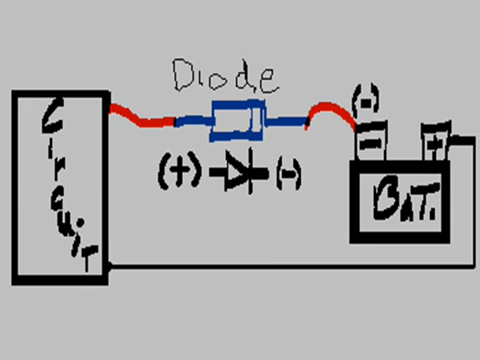 Diode
(-)
(+) (-)
- +
BAT.
CircuiT